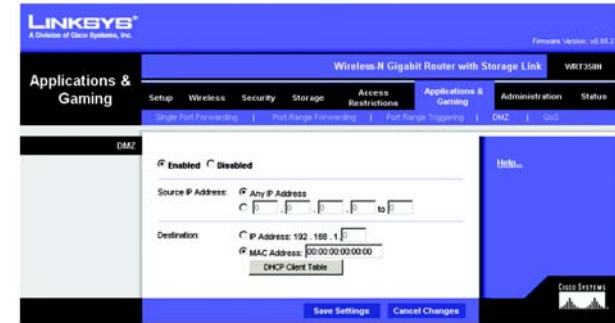 LINKSYS®
A Division of Cisco Systems, Inc.
Firmware Version: v0.05.3
Wireless-N Gigabit Router with Storage Link WRT350N
Applications & Gaming
Setup Wireless Security Storage Access Restrictions Applications & Gaming Administration Status
Single Port Forwarding | Port Range Forwarding | Port Range Triggering | DMZ | QoS
DMZ
Enabled Disabled
Help...
Source IP Address: Any IP Address
0 . 0 . 0 . 0 to 0
Destination: IP Address: 192 . 168 . 1. 0
MAC Address: 00:00:00:00:00:00
DHCP Client Table
Save Settings Cancel Changes
CISCO SYSTEMS